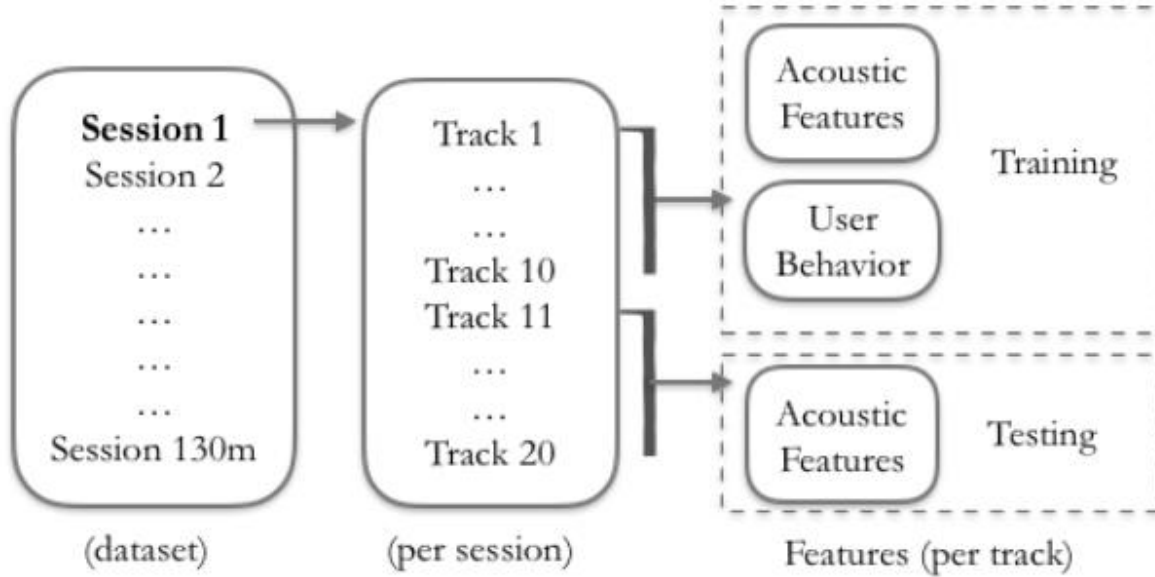 Session 1
Session 2
…
…
…
…
…
Session 130m
(dataset)
Track 1
…
…
Track 10
Track 11
…
…
Track 20
(per session)
Acoustic
Features
User
Behavior
Training
Acoustic
Features
Testing
Features (per track)